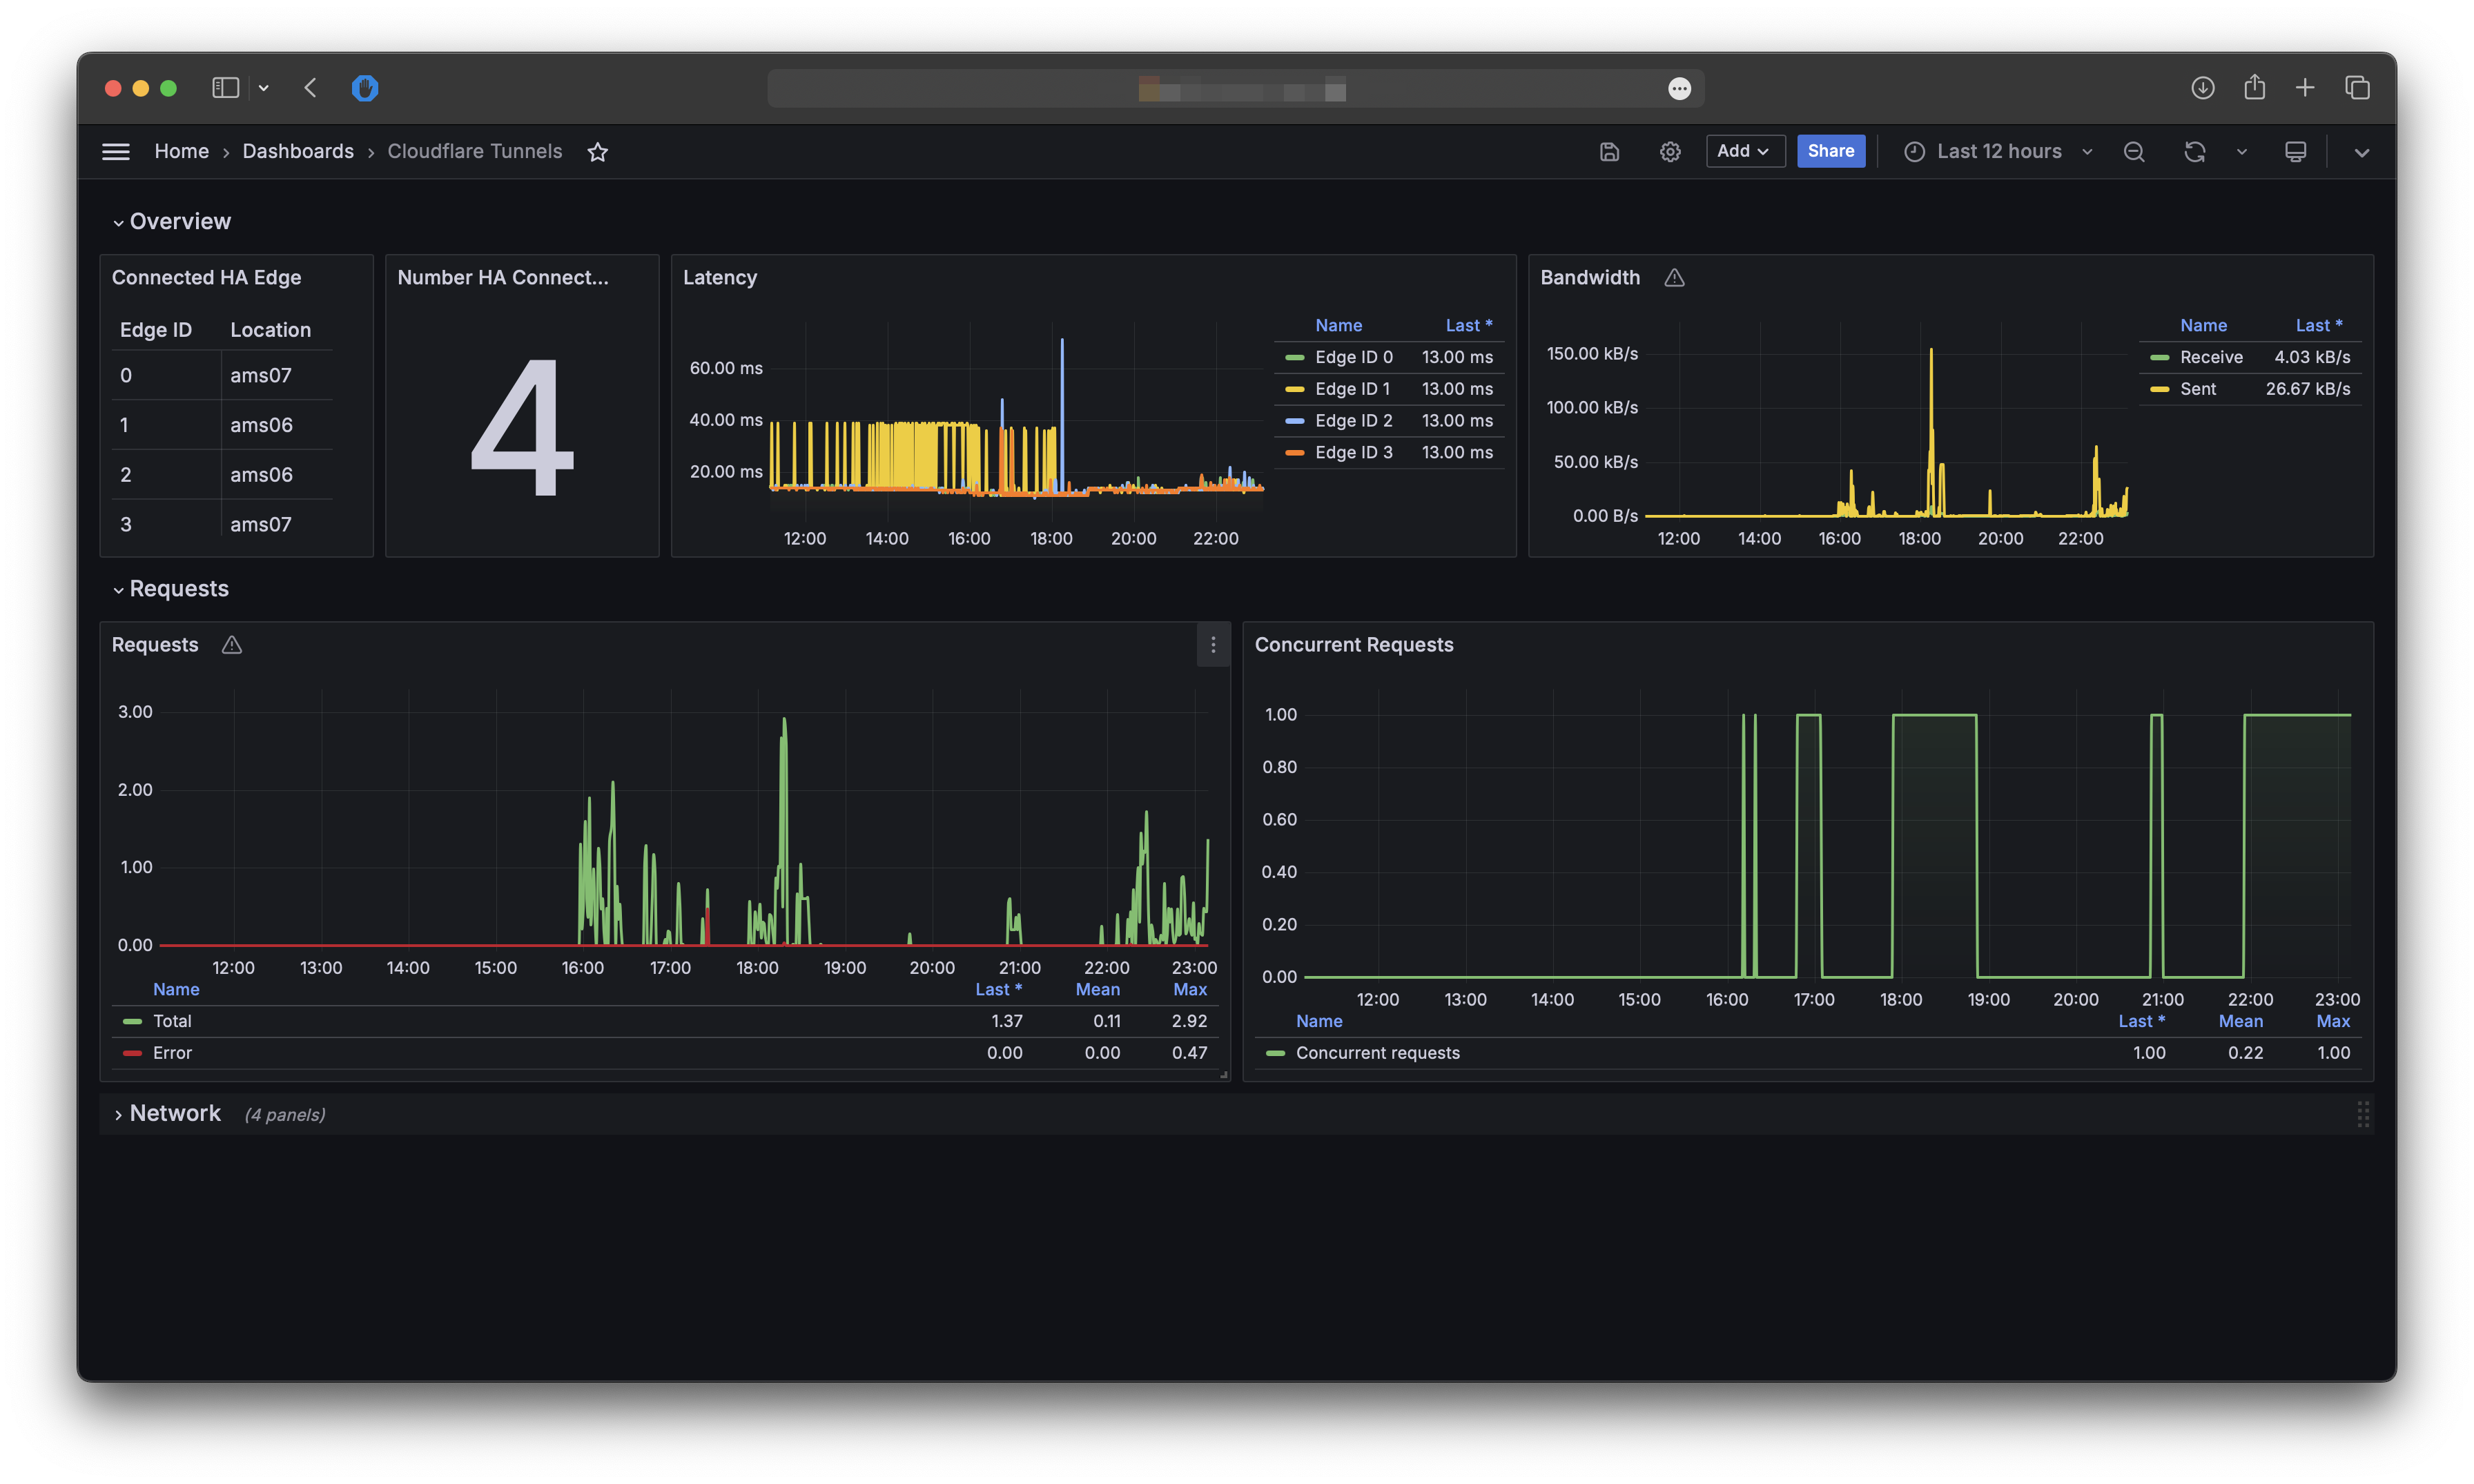 Home › Dashboards › Cloudflare Tunnels
Add
Share
Last 12 hours
Overview
Connected HA Edge
Edge ID Location
0 ams07
1 ams06
2 ams06
3 ams07
Number HA Connect...
4
Latency
60.00 ms
40.00 ms
20.00 ms
12:00 14:00 16:00 18:00 20:00 22:00
Name Last *
Edge ID 0 13.00 ms
Edge ID 1 13.00 ms
Edge ID 2 13.00 ms
Edge ID 3 13.00 ms
Bandwidth
150.00 kB/s
100.00 kB/s
50.00 kB/s
0.00 B/s
12:00 14:00 16:00 18:00 20:00 22:00
Name Last *
Receive 4.03 kB/s
Sent 26.67 kB/s
Requests
Requests
3.00
2.00
1.00
0.00
12:00 13:00 14:00 15:00 16:00 17:00 18:00 19:00 20:00 21:00 22:00 23:00
Name Last * Mean Max
Total 1.37 0.11 2.92
Error 0.00 0.00 0.47
Concurrent Requests
1.00
0.80
0.60
0.40
0.20
0.00
12:00 13:00 14:00 15:00 16:00 17:00 18:00 19:00 20:00 21:00 22:00 23:00
Name Last * Mean Max
Concurrent requests 1.00 0.22 1.00
Network (4 panels)